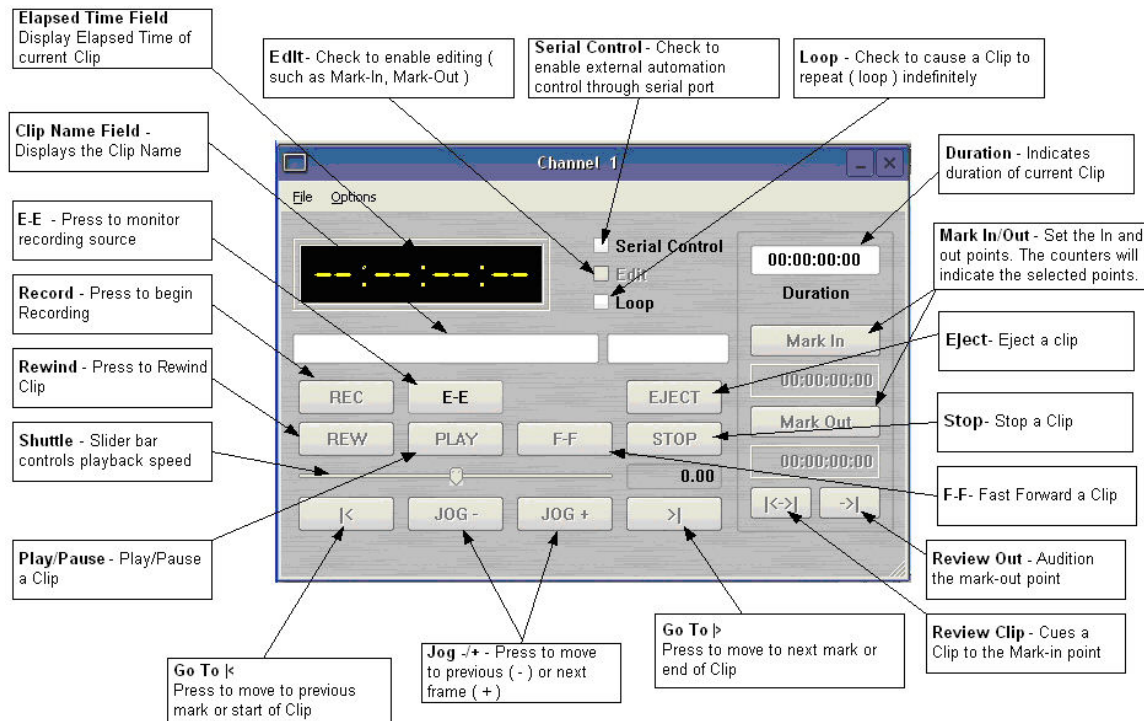 Elapsed Time Field
Display Elapsed Time of
current Clip
Edit - Check to enable editing (
such as Mark-In, Mark-Out )
Serial Control - Check to
enable external automation
control through serial port
Loop - Check to cause a Clip to
repeat ( loop ) indefinitely
Clip Name Field -
Displays the Clip Name
E-E - Press to monitor
recording source
Record - Press to begin
Recording
Rewind - Press to Rewind
Clip
Shuttle - Slider bar
controls playback speed
Play/Pause - Play/Pause
a Clip
Channel 1
File Options
--:--:--:--
Serial Control
Edit
Loop
00:00:00:00
Duration
Mark In
00:00:00:00
Mark Out
00:00:00:00
|<->| ->|
REC E-E EJECT
REW PLAY F-F STOP
0.00
|< JOG - JOG + >|
Duration - Indicates
duration of current Clip
Mark In/Out - Set the In and
out points. The counters will
indicate the selected points.
Eject- Eject a clip
Stop- Stop a Clip
F-F- Fast Forward a Clip
Review Out - Audition
the mark-out point
Review Clip - Cues a
Clip to the Mark-in point
Go To |<
Press to move to previous
mark or start of Clip
Jog -/+ - Press to move
to previous ( - ) or next
frame ( + )
Go To |>
Press to move to next mark or
end of Clip